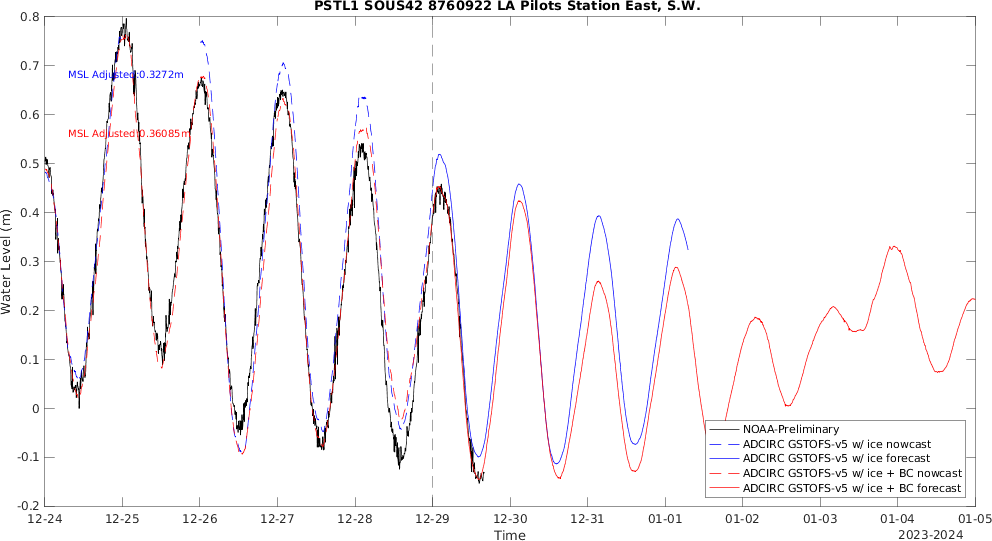 PSTL1 SOUS42 8760922 LA Pilots Station East, S.W.
0.8
0.7
0.6
0.5
0.4
0.3
0.2
0.1
0
-0.1
-0.2
Water Level (m)
MSL Adjusted:0.3272m
MSL Adjusted:0.36085m
NOAA-Preliminary
ADCIRC GSTOFS-v5 w/ ice nowcast
ADCIRC GSTOFS-v5 w/ ice forecast
ADCIRC GSTOFS-v5 w/ ice + BC nowcast
ADCIRC GSTOFS-v5 w/ ice + BC forecast
12-24 12-25 12-26 12-27 12-28 12-29 12-30 12-31 01-01 01-02 01-03 01-04 01-05
Time
2023-2024